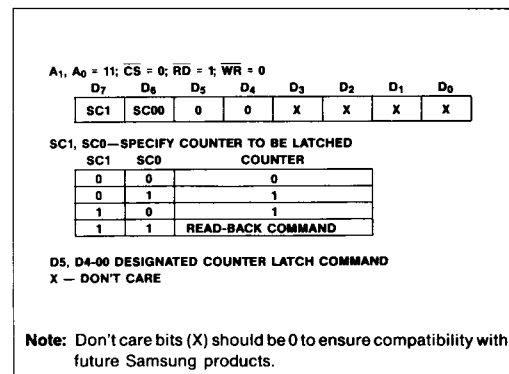 A1, A0 = 11; CS = 0; RD = 1; WR = 0
D7 D6 D5 D4 D3 D2 D1 D0
SC1 SC00 0 0 X X X X
SC1, SC0—SPECIFY COUNTER TO BE LATCHED
SC1 SC0 COUNTER
0 0 0
0 1 1
1 0 1
1 1 READ-BACK COMMAND
D5, D4-00 DESIGNATED COUNTER LATCH COMMAND
X — DON'T CARE
Note: Don't care bits (X) should be 0 to ensure compatibility with
future Samsung products.